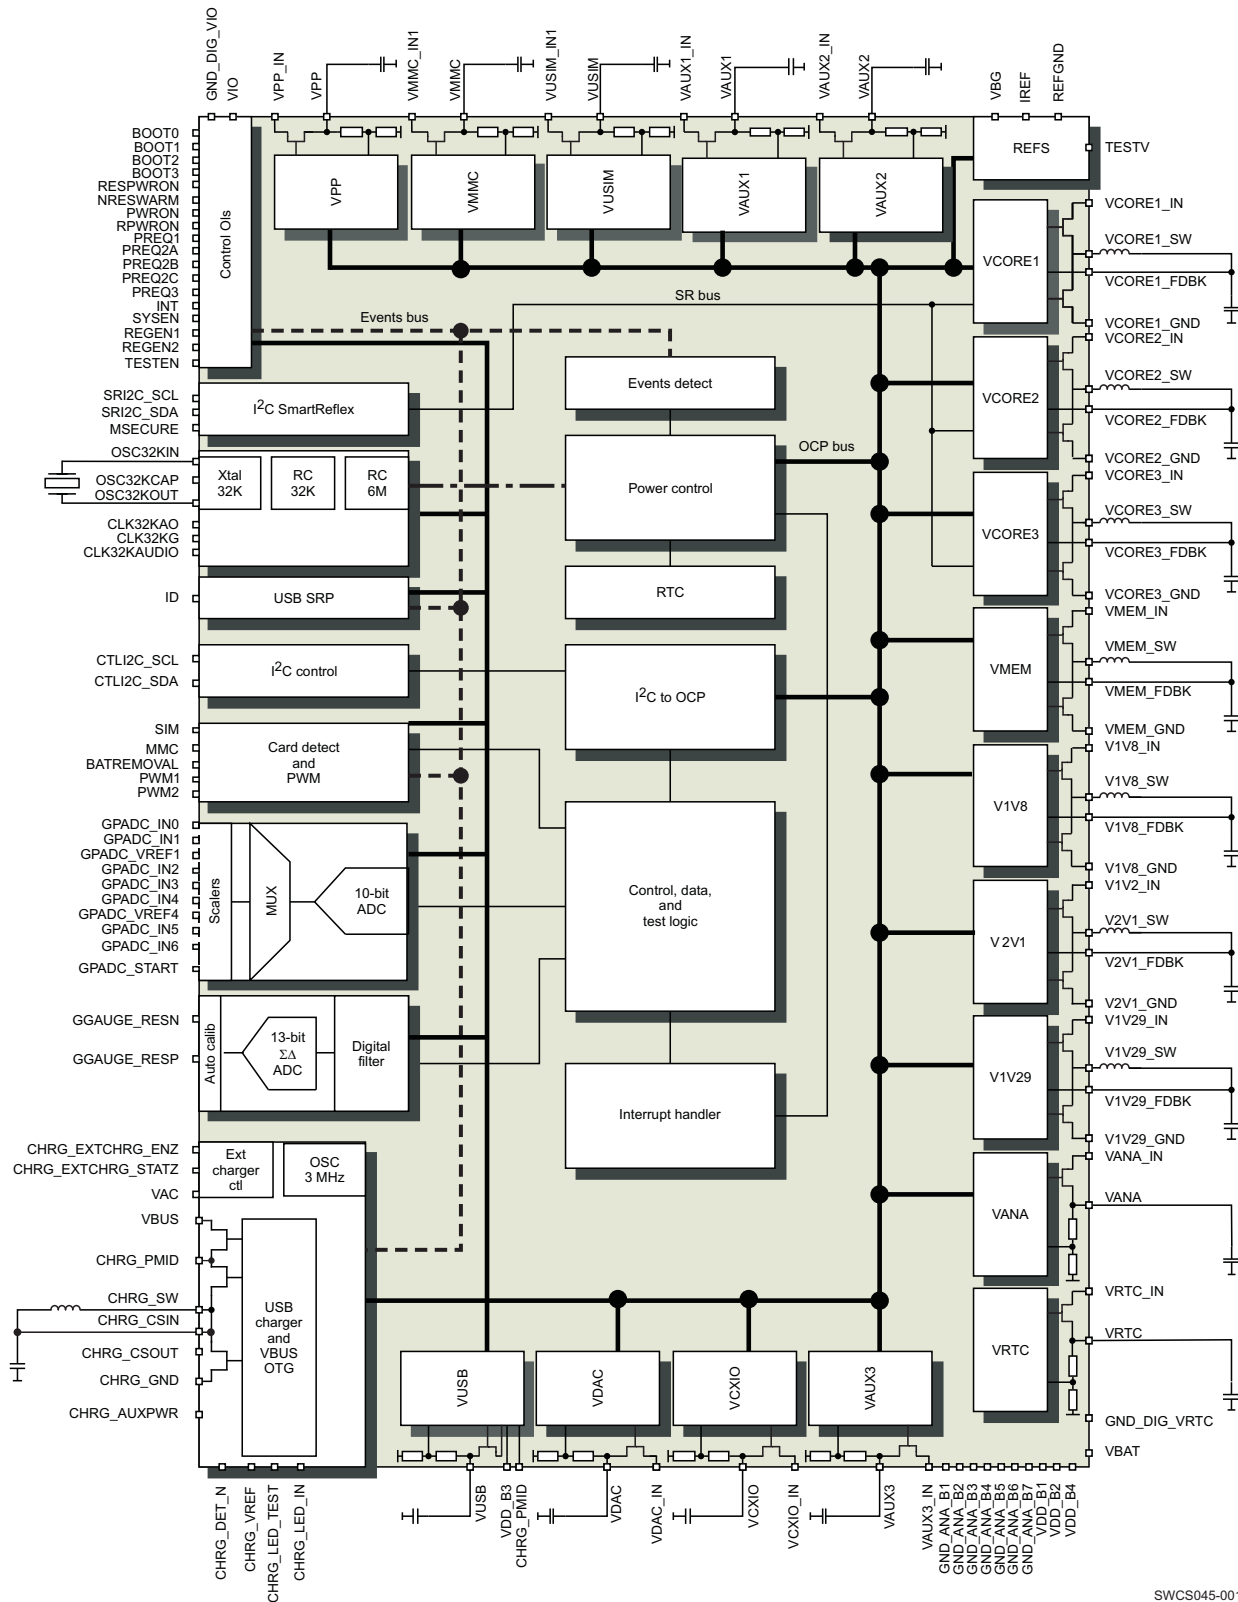 GND_DIG_VIO
VIO
VPP_IN
VPP
VMMC_IN1
VMMC
VUSIM_IN1
VUSIM
VAUX1_IN
VAUX1
VAUX2_IN
VAUX2
VBG
IREF
REFGND
BOOT0
BOOT1
BOOT2
BOOT3
RESPWRON
NRESWARM
PWRON
RPWRON
PREQ1
PREQ2A
PREQ2B
PREQ2C
PREQ3
INT
SYSEN
REGEN1
REGEN2
TESTEN
Control OIs
VPP
VMMC
VUSIM
VAUX1
VAUX2
REFS
TESTV
SR bus
Events bus
OCP bus
SRI2C_SCL
SRI2C_SDA
MSECURE
I2C SmartReflex
OSC32KIN
OSC32KCAP
OSC32KOUT
CLK32KAO
CLK32KG
CLK32KAUDIO
Xtal
32K
RC
32K
RC
6M
ID
USB SRP
CTLI2C_SCL
CTLI2C_SDA
I2C control
SIM
MMC
BATREMOVAL
PWM1
PWM2
Card detect
and
PWM
GPADC_IN0
GPADC_IN1
GPADC_VREF1
GPADC_IN2
GPADC_IN3
GPADC_IN4
GPADC_VREF4
GPADC_IN5
GPADC_IN6
GPADC_START
Scalers
MUX
10-bit
ADC
GGAUGE_RESN
GGAUGE_RESP
Auto calib
13-bit
ΣΔ
ADC
Digital
filter
Events detect
Power control
RTC
I2C to OCP
Control, data,
and
test logic
Interrupt handler
CHRG_EXTCHRG_ENZ
CHRG_EXTCHRG_STATZ
VAC
VBUS
CHRG_PMID
CHRG_SW
CHRG_CSIN
CHRG_CSOUT
CHRG_GND
CHRG_AUXPWR
Ext
charger
ctl
OSC
3 MHz
USB
charger
and
VBUS
OTG
VCORE1
VCORE1_IN
VCORE1_SW
VCORE1_FDBK
VCORE1_GND
VCORE2
VCORE2_IN
VCORE2_SW
VCORE2_FDBK
VCORE2_GND
VCORE3
VCORE3_IN
VCORE3_SW
VCORE3_FDBK
VCORE3_GND
VMEM
VMEM_IN
VMEM_SW
VMEM_FDBK
VMEM_GND
V1V8
V1V8_IN
V1V8_SW
V1V8_FDBK
V1V8_GND
V2V1
V1V2_IN
V2V1_SW
V2V1_FDBK
V2V1_GND
V1V29
V1V29_IN
V1V29_SW
V1V29_FDBK
V1V29_GND
VANA
VANA_IN
VANA
VRTC
VRTC_IN
VRTC
GND_DIG_VRTC
VBAT
VUSB
VDAC
VCXIO
VAUX3
CHRG_DET_N
CHRG_VREF
CHRG_LED_TEST
CHRG_LED_IN
VUSB
VDD_B3
CHRG_PMID
VDAC
VDAC_IN
VCXIO
VCXIO_IN
VAUX3
VAUX3_IN
GND_ANA_B1
GND_ANA_B2
GND_ANA_B3
GND_ANA_B4
GND_ANA_B5
GND_ANA_B6
GND_ANA_B7
VDD_B1
VDD_B2
VDD_B4
SWCS045-001